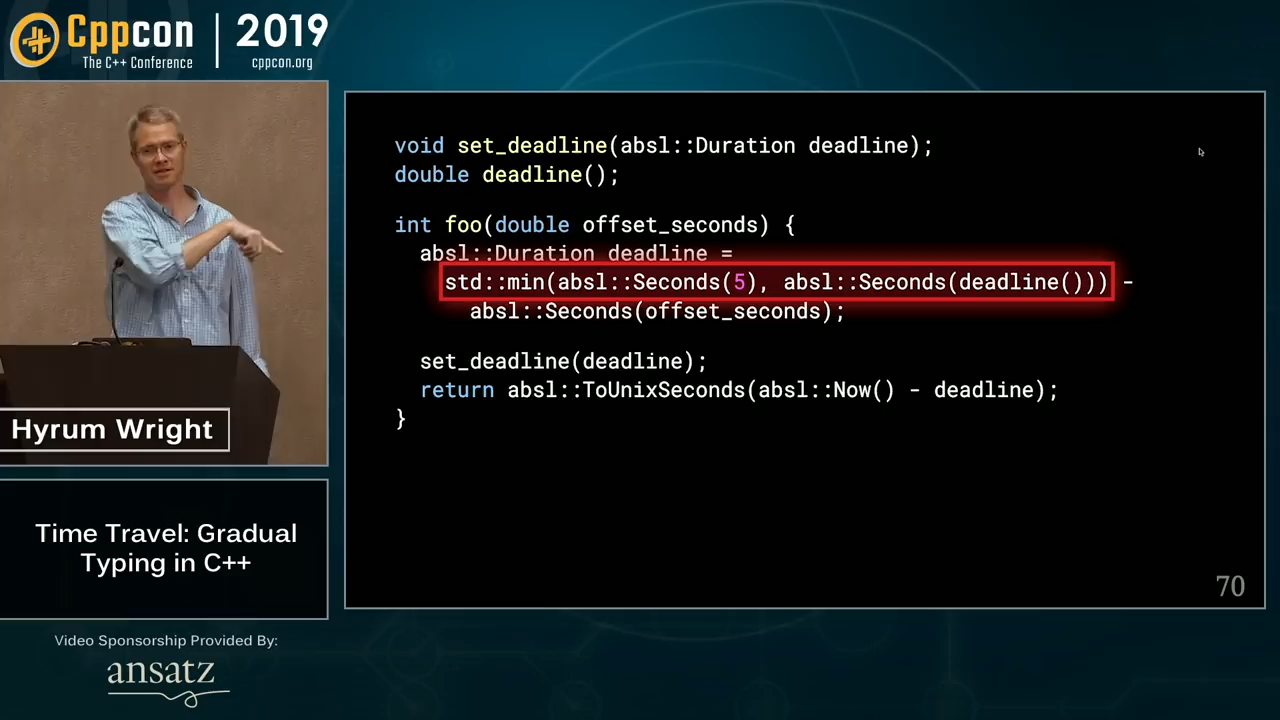 Cppcon
The C++ Conference
2019
cppcon.org
void set_deadline(absl::Duration deadline);
double deadline();
int foo(double offset_seconds) {
  absl::Duration deadline =
    std::min(absl::Seconds(5), absl::Seconds(deadline())) -
      absl::Seconds(offset_seconds);
  set_deadline(deadline);
  return absl::ToUnixSeconds(absl::Now() - deadline);
}
70
Hyrum Wright
Time Travel: Gradual
Typing in C++
Video Sponsorship Provided By:
ansatz